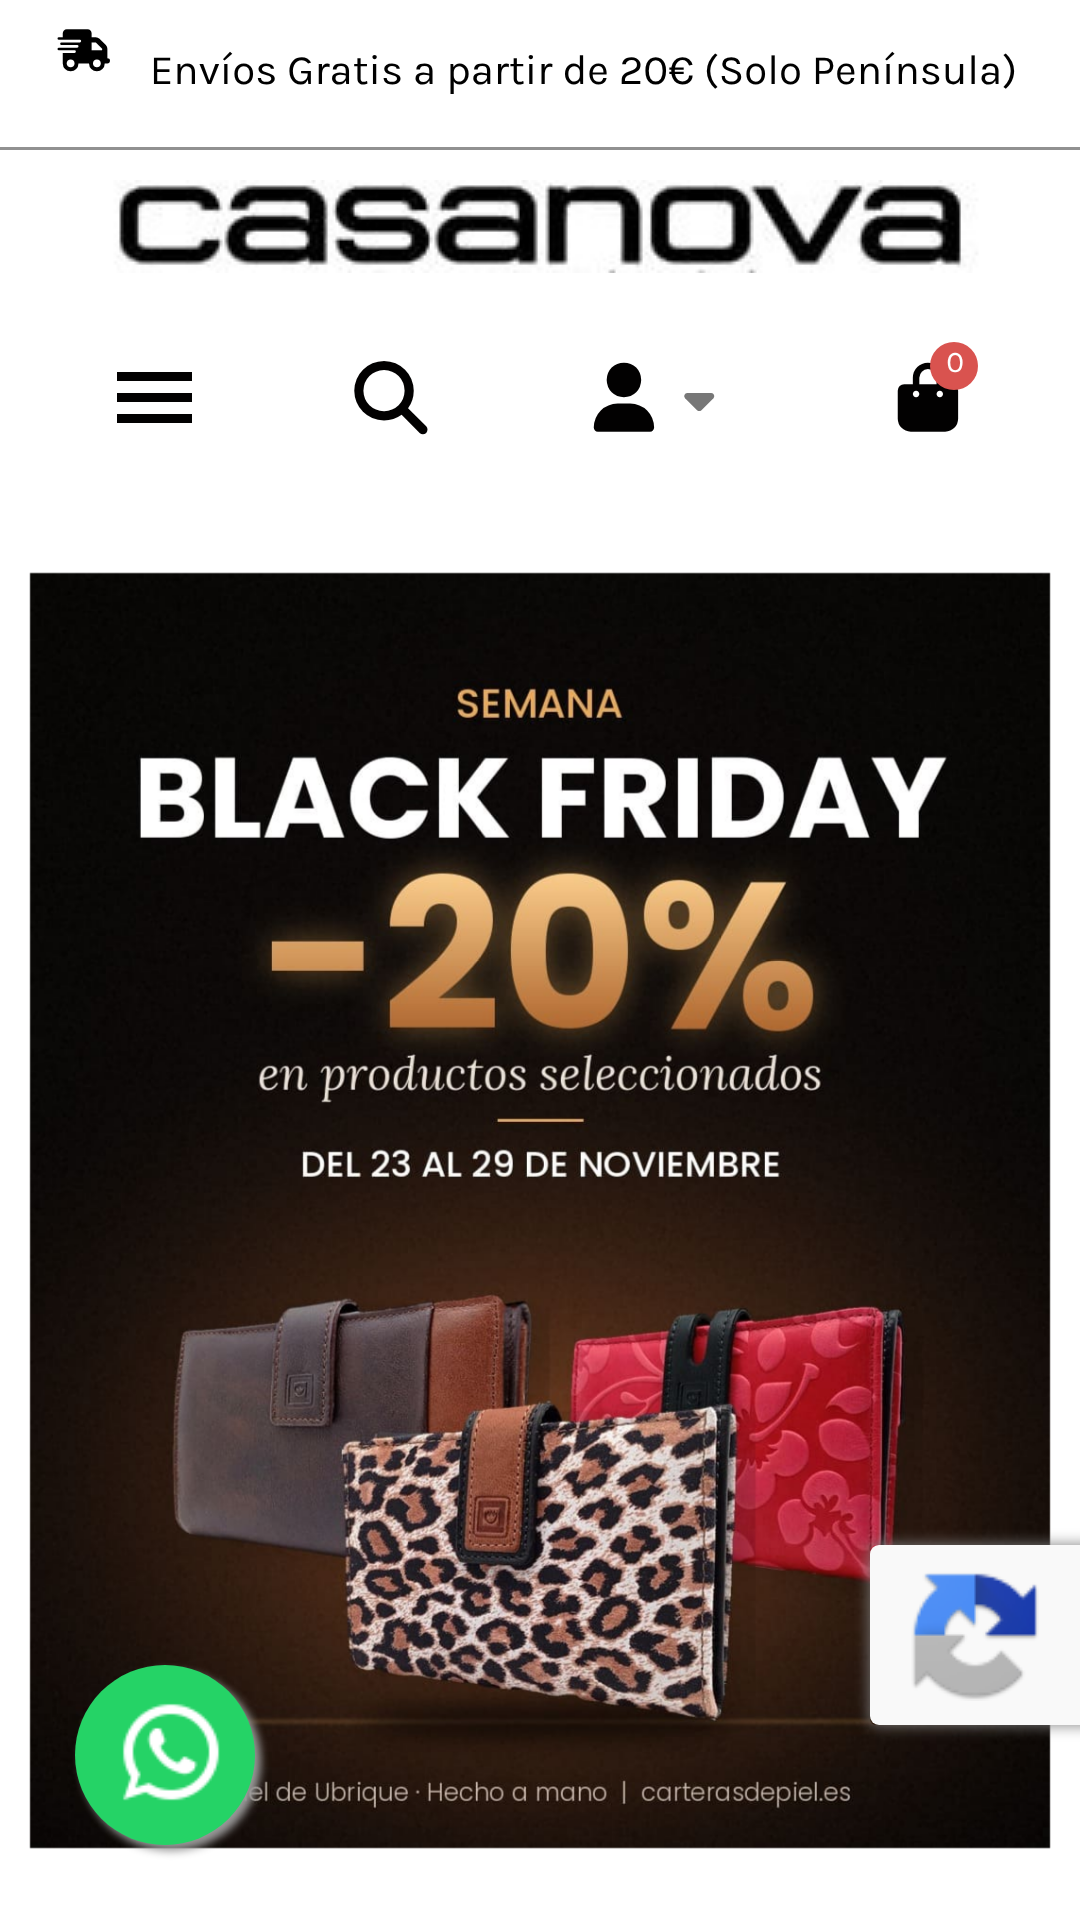 Envíos Gratis a partir de 20€ (Solo Península)
casanova
0
SEMANA
BLACK FRIDAY
-20%
en productos seleccionados
DEL 23 AL 29 DE NOVIEMBRE
de Ubrique · Hecho a mano | carterasdepiel.es